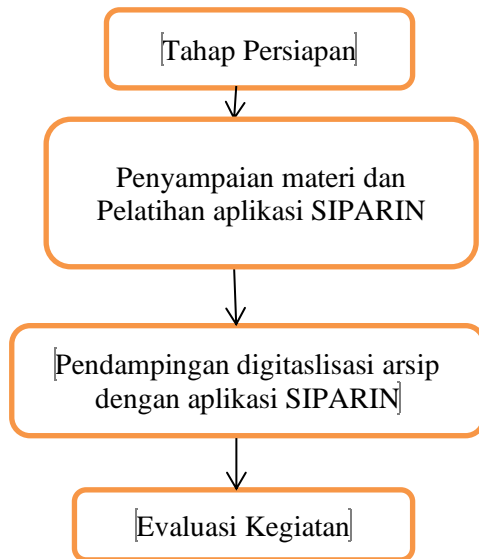 Tahap Persiapan
Penyampaian materi dan
Pelatihan aplikasi SIPARIN
Pendampingan digitaslisasi arsip
dengan aplikasi SIPARIN
Evaluasi Kegiatan